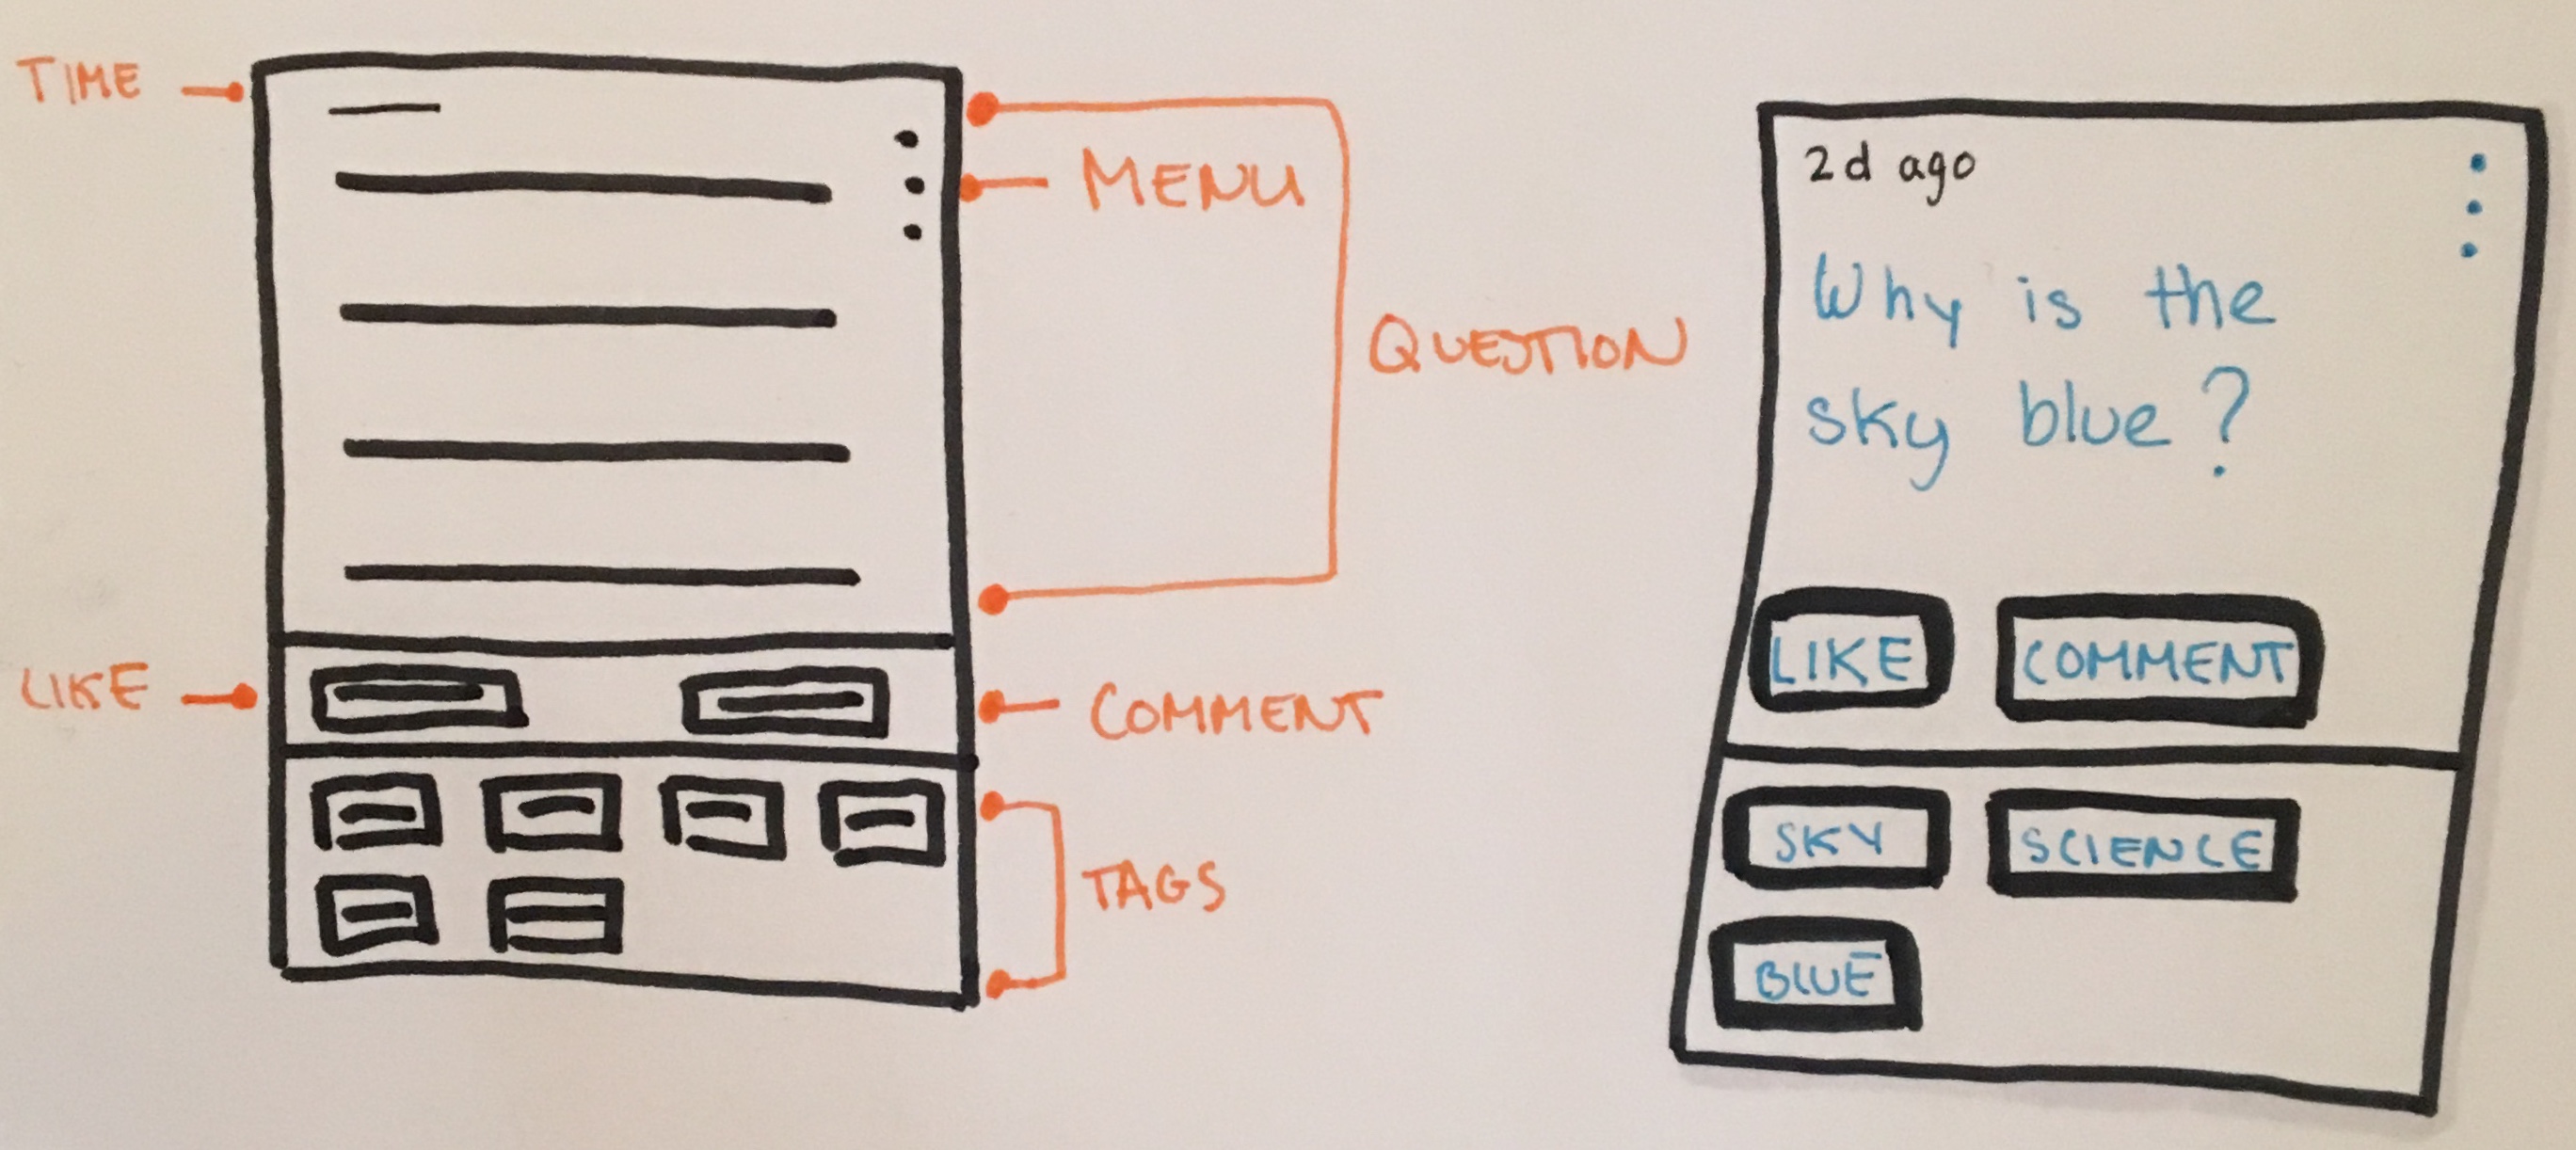 TIME
MENU
QUESTION
LIKE
COMMENT
TAGS
2d ago
Why is the
sky blue?
LIKE COMMENT
SKY SCIENCE
BLUE